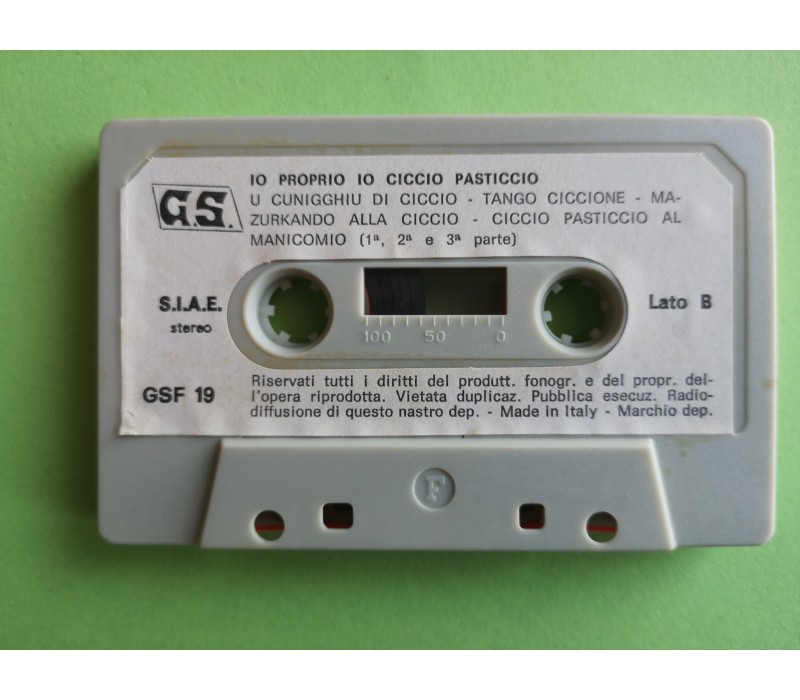 G.S.
IO PROPRIO IO CICCIO PASTICCIO
U CUNIGGHIU DI CICCIO - TANGO CICCIONE - MA-
ZURKANDO ALLA CICCIO - CICCIO PASTICCIO AL
MANICOMIO (1ª, 2ª e 3ª parte)
S.I.A.E.
stereo
Lato B
100 50 0
GSF 19
Riservati tutti i diritti del produtt. fonogr. e del propr. del-
l'opera riprodotta. Vietata duplicaz. Pubblica esecuz. Radio-
diffusione di questo nastro dep. - Made in Italy - Marchio dep.
F